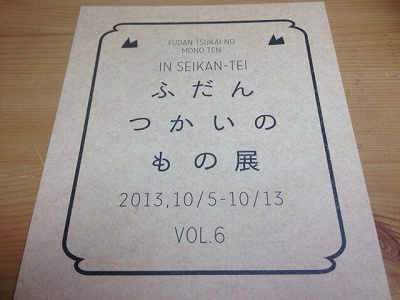 FUDAN TSUKAI NO
MONO TEN
IN SEIKAN-TEI
ふだん
つかいの
もの展
2013,10/5-10/13
VOL.6